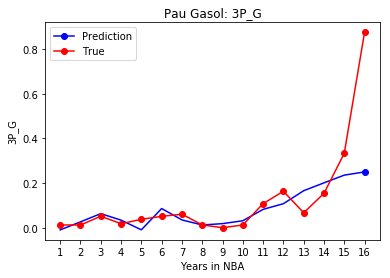 Pau Gasol: 3P_G
Prediction
True
0.8
0.6
0.4
0.2
0.0
3P_G
1 2 3 4 5 6 7 8 9 10 11 12 13 14 15 16
Years in NBA